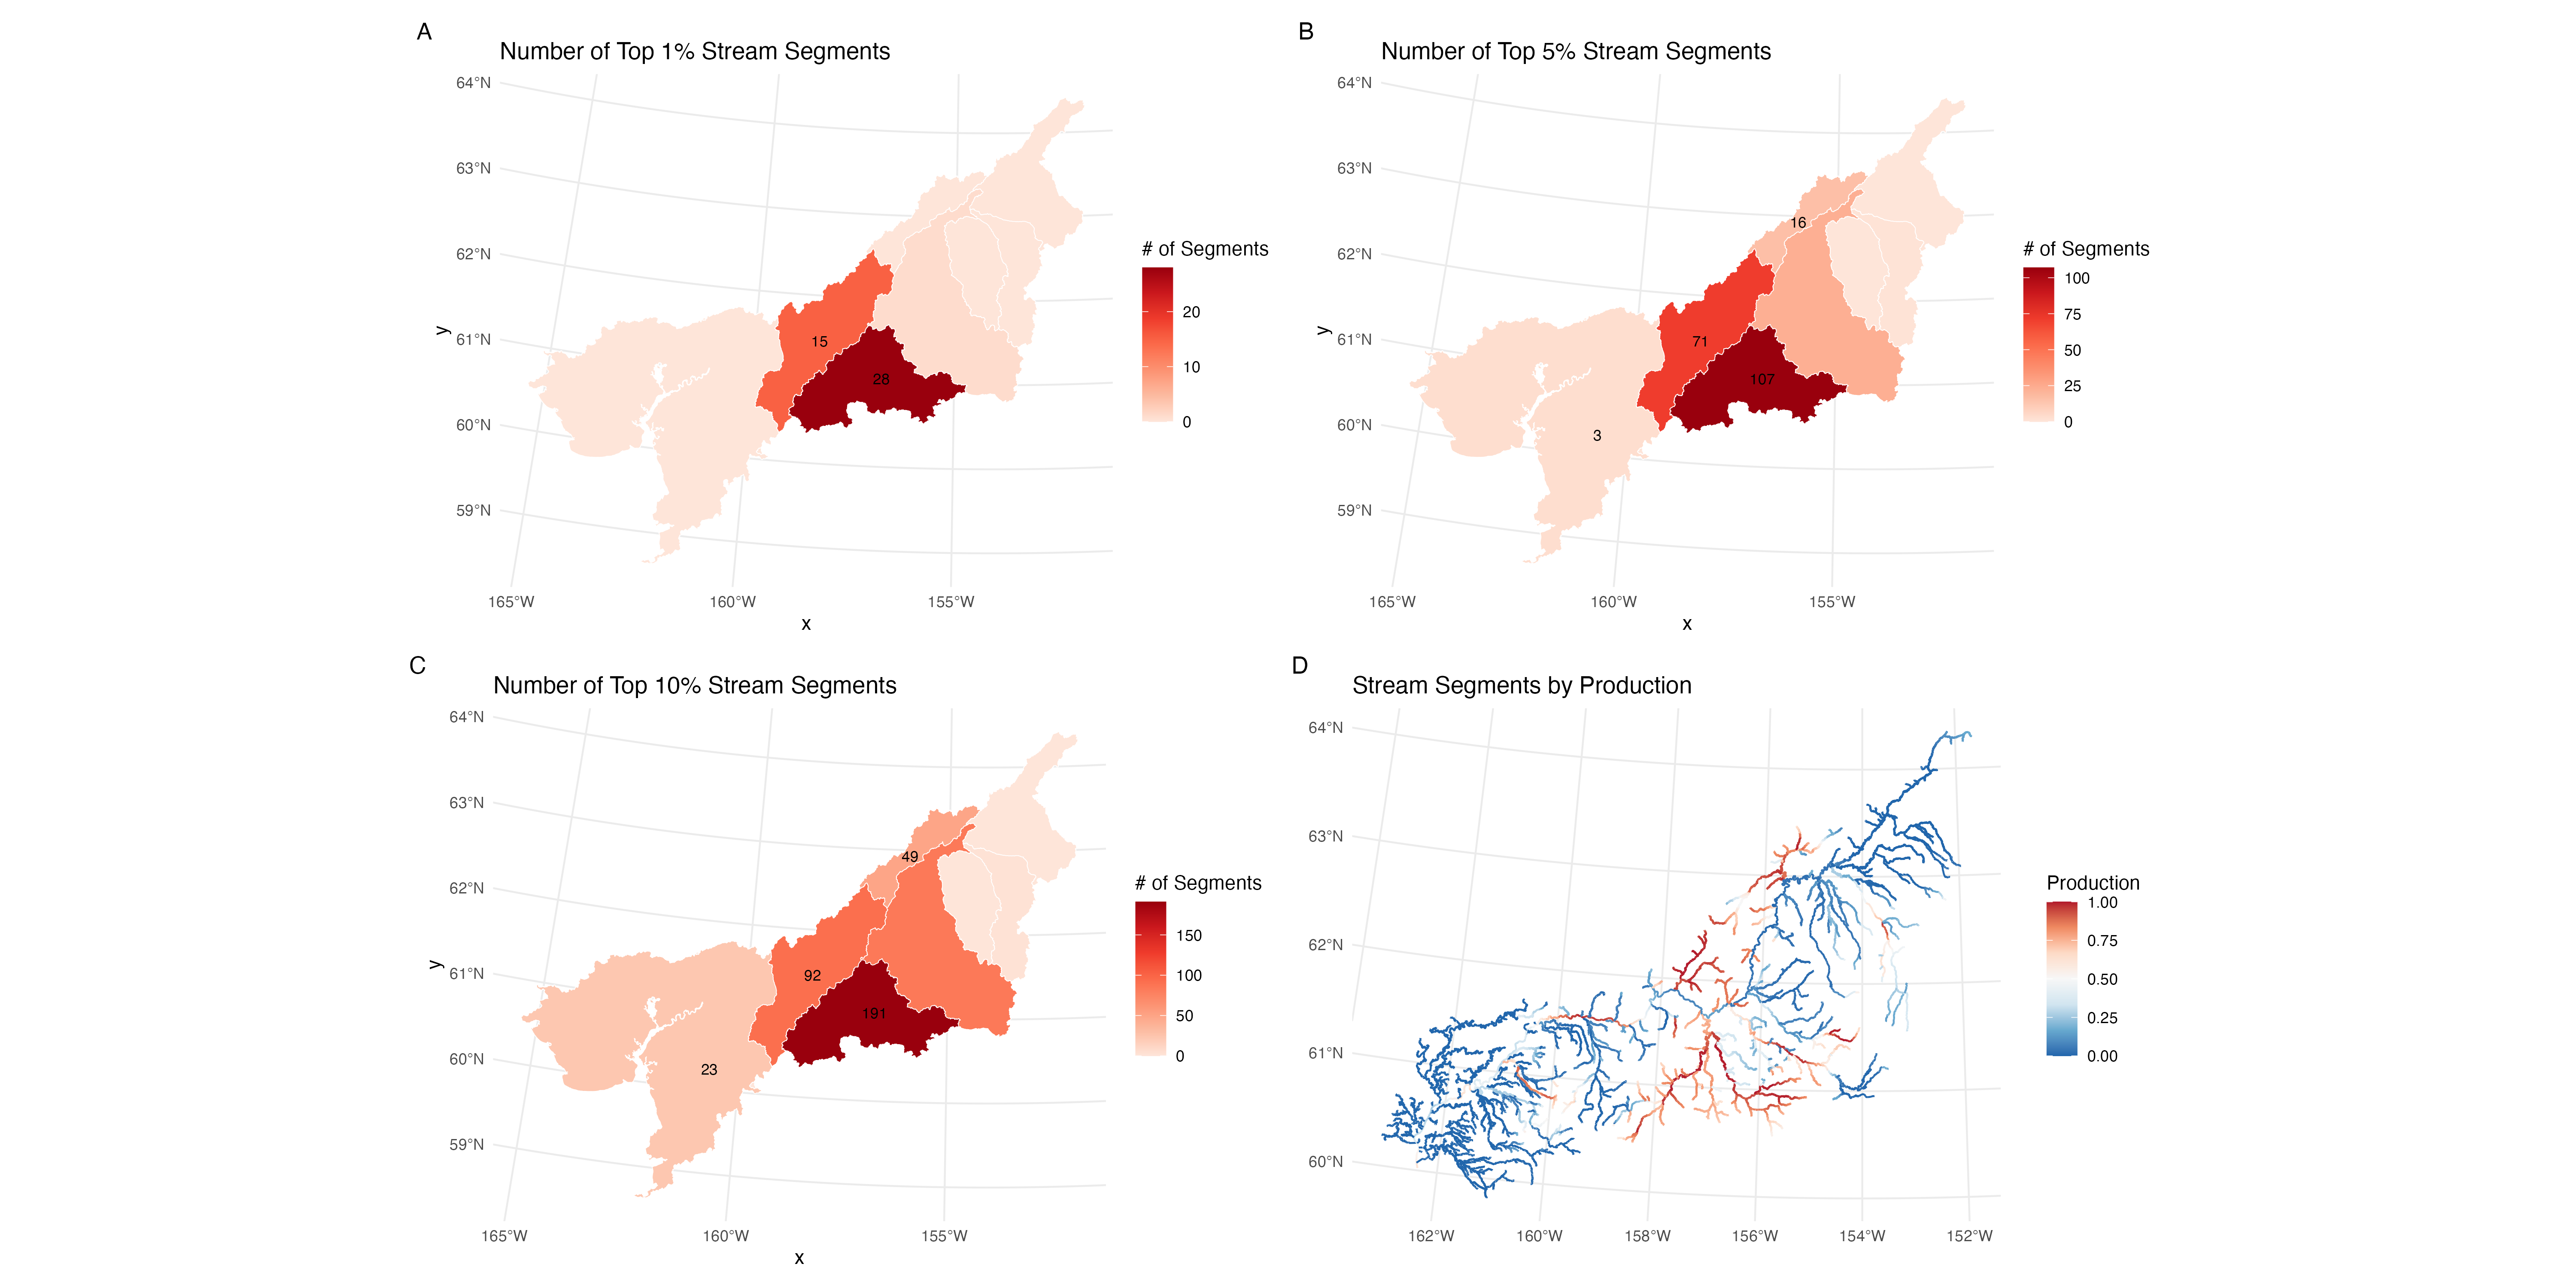 A
Number of Top 1% Stream Segments
64°N
63°N
62°N
61°N
60°N
59°N
y
15
28
165°W 160°W 155°W
x
# of Segments
20
10
0
B
Number of Top 5% Stream Segments
64°N
63°N
62°N
61°N
60°N
59°N
y
16
71
107
3
165°W 160°W 155°W
x
# of Segments
100
75
50
25
0
C
Number of Top 10% Stream Segments
64°N
63°N
62°N
61°N
60°N
59°N
y
49
92
191
23
165°W 160°W 155°W
x
# of Segments
150
100
50
0
D
Stream Segments by Production
64°N
63°N
62°N
61°N
60°N
162°W 160°W 158°W 156°W 154°W 152°W
Production
1.00
0.75
0.50
0.25
0.00